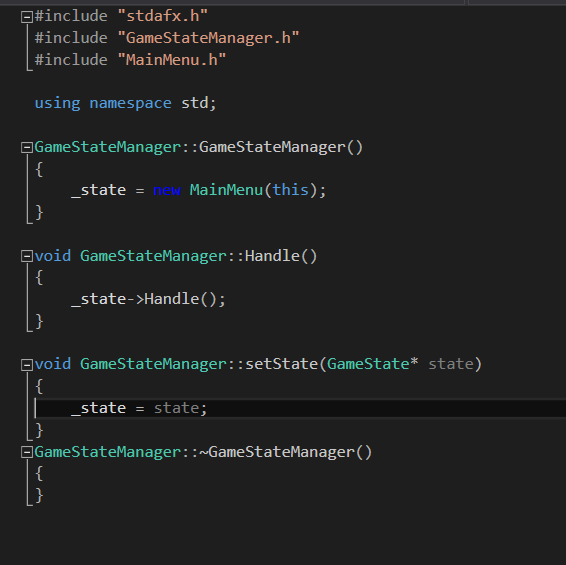 #include "stdafx.h"
#include "GameStateManager.h"
#include "MainMenu.h"
using namespace std;
GameStateManager::GameStateManager()
{
    _state = new MainMenu(this);
}
void GameStateManager::Handle()
{
    _state->Handle();
}
void GameStateManager::setState(GameState* state)
{
    _state = state;
}
GameStateManager::~GameStateManager()
{
}